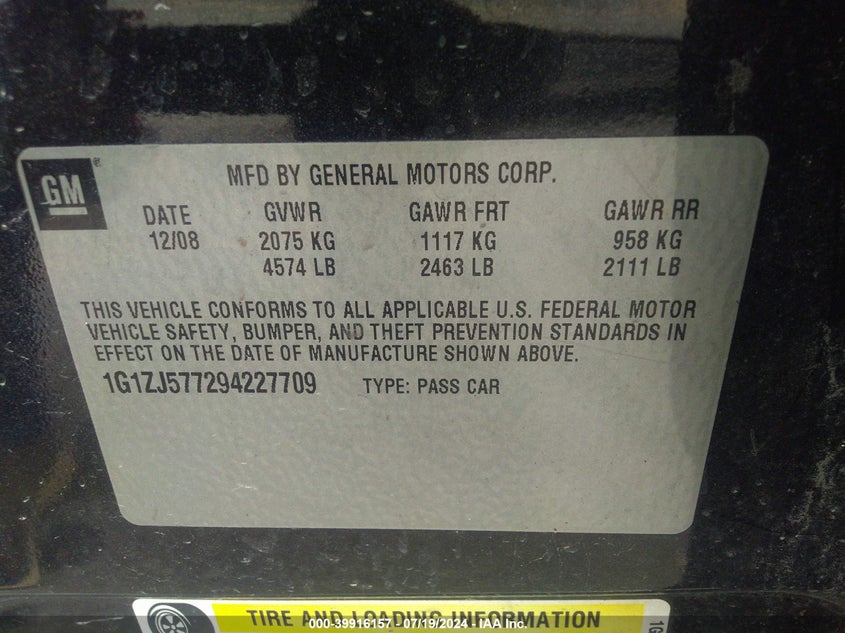 GM
MFD BY GENERAL MOTORS CORP.
DATE GVWR GAWR FRT GAWR RR
12/08 2075 KG 1117 KG 958 KG
4574 LB 2463 LB 2111 LB
THIS VEHICLE CONFORMS TO ALL APPLICABLE U.S. FEDERAL MOTOR
VEHICLE SAFETY, BUMPER, AND THEFT PREVENTION STANDARDS IN
EFFECT ON THE DATE OF MANUFACTURE SHOWN ABOVE.
1G1ZJ577294227709 TYPE: PASS CAR
TIRE AND LOADING INFORMATION
000-39916157 - 07/19/2024 - IAA Inc.